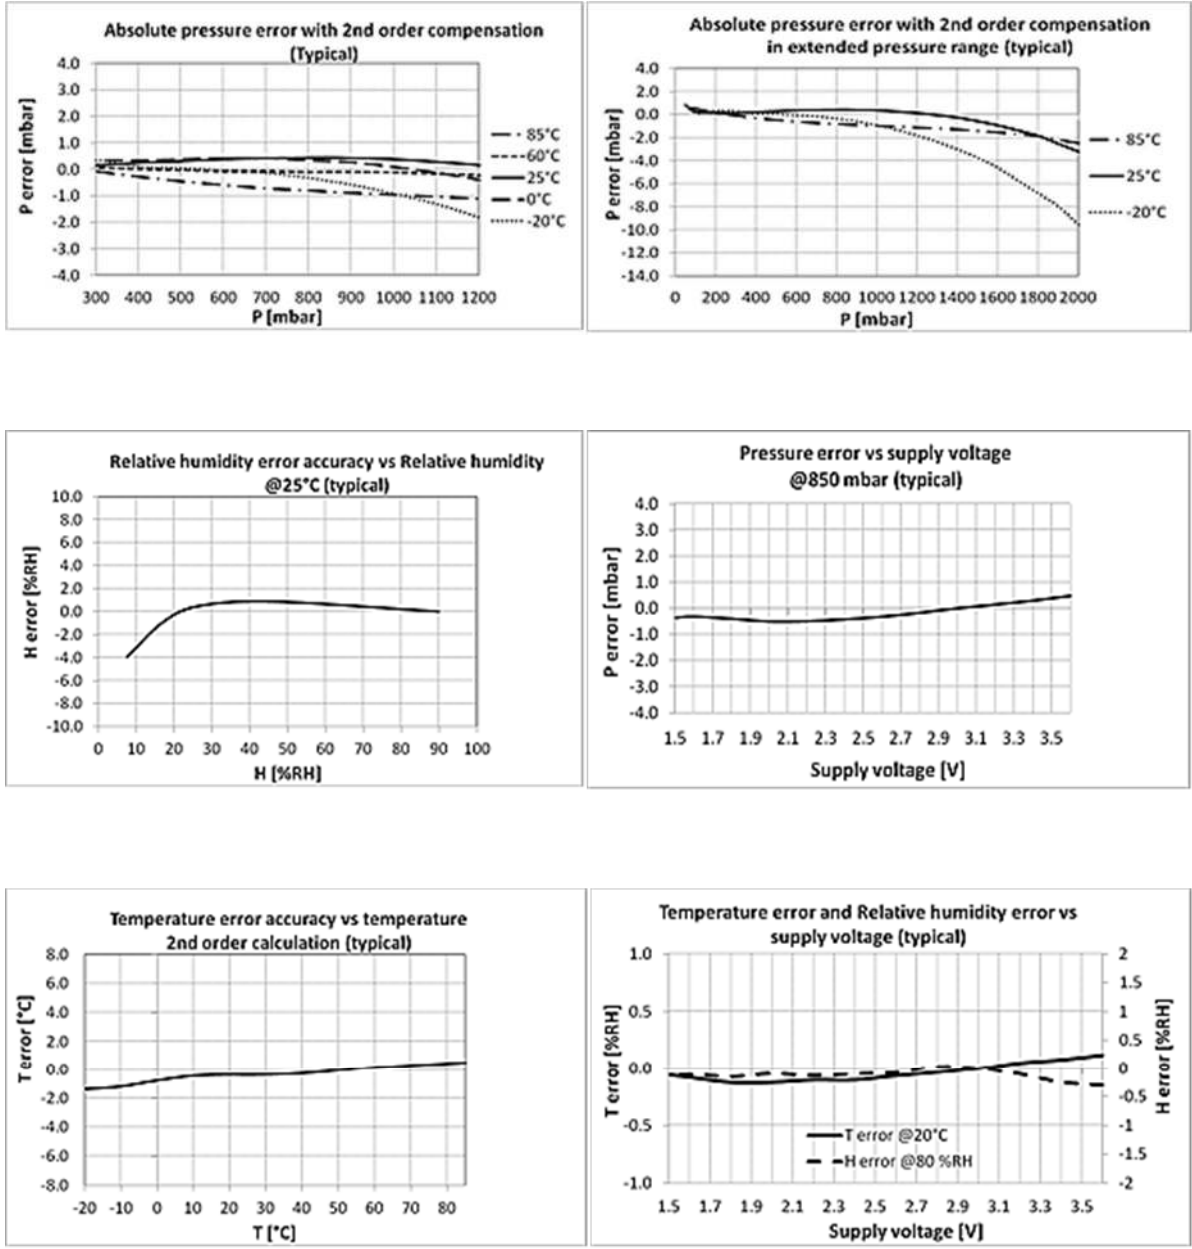 Absolute pressure error with 2nd order compensation
(Typical)
4.0
3.0
2.0
1.0
0.0
-1.0
-2.0
-3.0
-4.0
P error [mbar]
300 400 500 600 700 800 900 1000 1100 1200
P [mbar]
85°C
60°C
25°C
0°C
-20°C
Absolute pressure error with 2nd order compensation
in extended pressure range (typical)
4.0
2.0
0.0
-2.0
-4.0
-6.0
-8.0
-10.0
-12.0
-14.0
P error [mbar]
0 200 400 600 800 1000 1200 1400 1600 1800 2000
P [mbar]
85°C
25°C
-20°C
Relative humidity error accuracy vs Relative humidity
@25°C (typical)
10.0
8.0
6.0
4.0
2.0
0.0
-2.0
-4.0
-6.0
-8.0
-10.0
H error [%RH]
0 10 20 30 40 50 60 70 80 90 100
H [%RH]
Pressure error vs supply voltage
@850 mbar (typical)
4.0
3.0
2.0
1.0
0.0
-1.0
-2.0
-3.0
-4.0
P error [mbar]
1.5 1.7 1.9 2.1 2.3 2.5 2.7 2.9 3.1 3.3 3.5
Supply voltage [V]
Temperature error accuracy vs temperature
2nd order calculation (typical)
8.0
6.0
4.0
2.0
0.0
-2.0
-4.0
-6.0
-8.0
T error [°C]
-20 -10 0 10 20 30 40 50 60 70 80
T [°C]
Temperature error and Relative humidity error vs
supply voltage (typical)
1.0
0.5
0.0
-0.5
-1.0
T error [%RH]
2
1.5
1
0.5
0
-0.5
-1
-1.5
-2
H error [%RH]
T error @20°C
H error @80 %RH
1.5 1.7 1.9 2.1 2.3 2.5 2.7 2.9 3.1 3.3 3.5
Supply voltage [V]